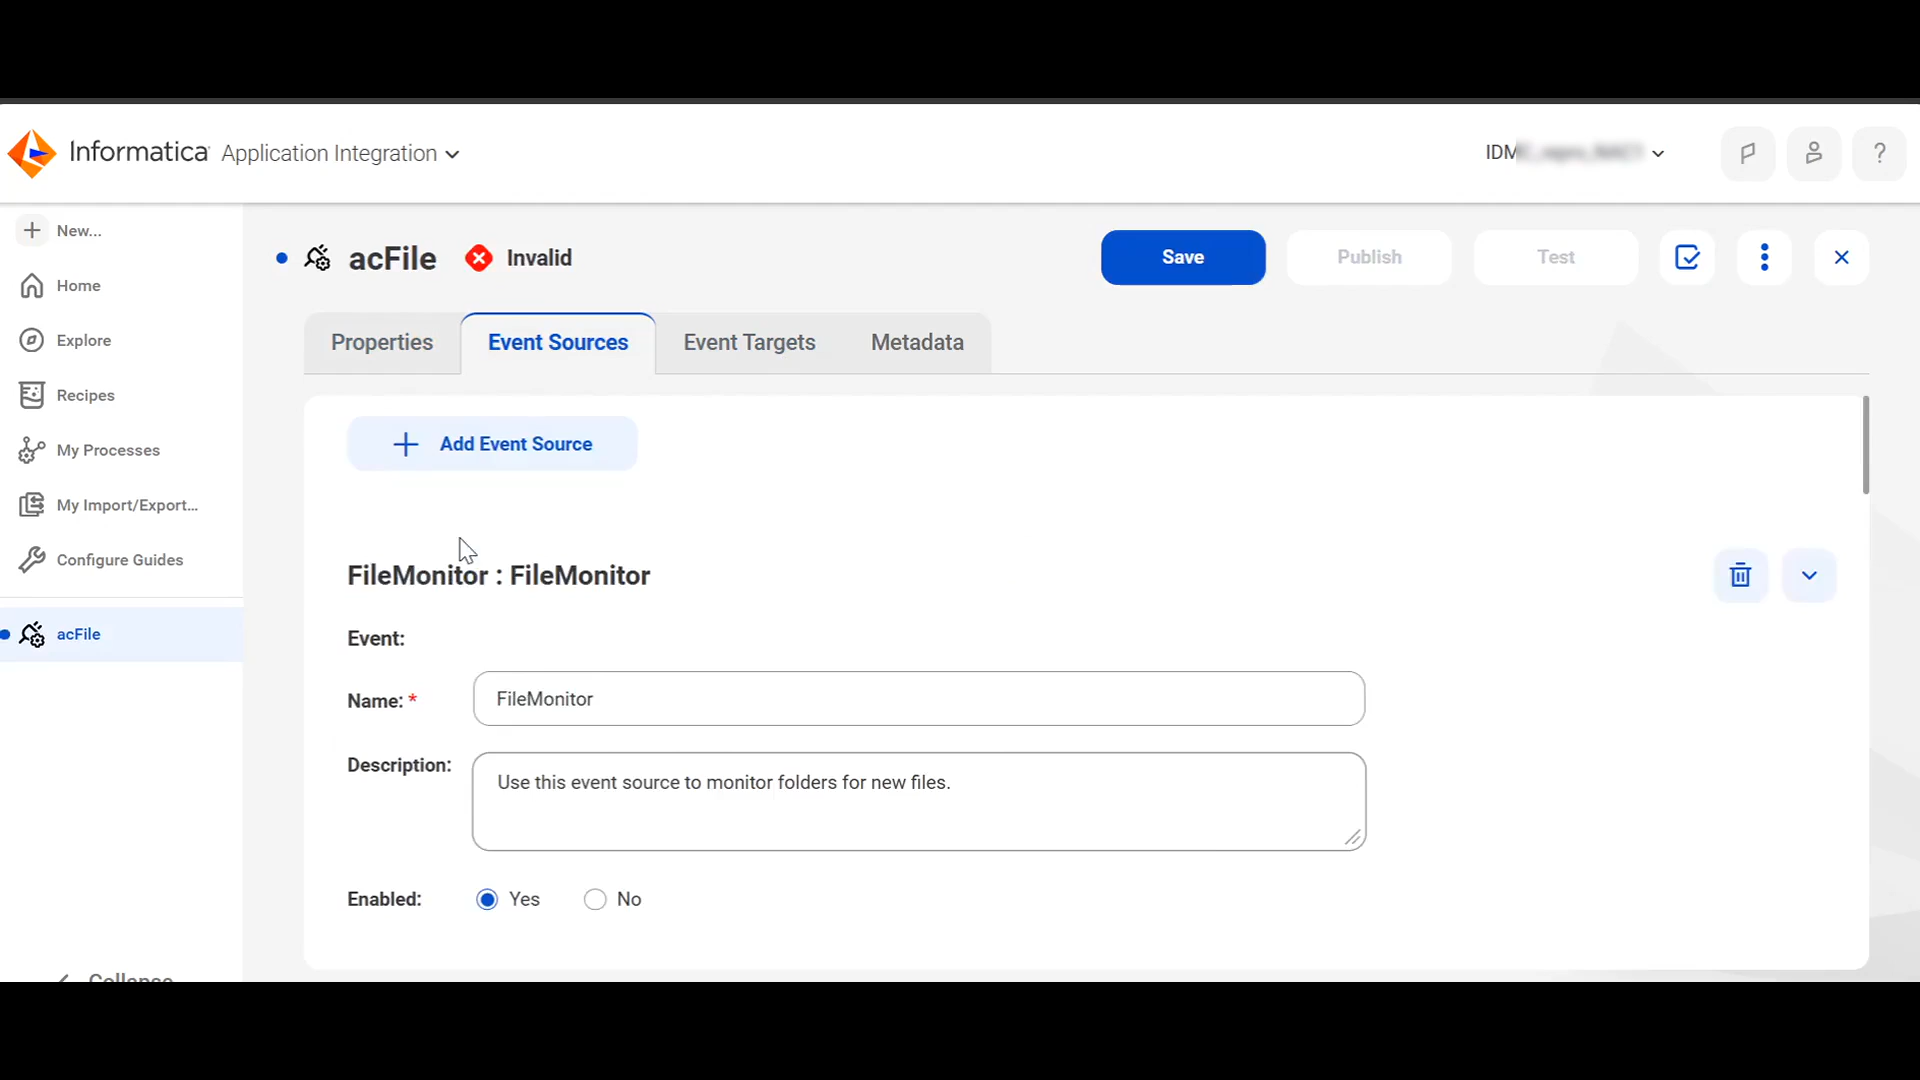 Informatica Application Integration
IDM
?
New...
Home
Explore
Recipes
My Processes
My Import/Export...
Configure Guides
acFile
acFile Invalid
Save Publish Test
Properties Event Sources Event Targets Metadata
Add Event Source
FileMonitor : FileMonitor
Event:
Name: * FileMonitor
Description: Use this event source to monitor folders for new files.
Enabled: Yes No
Collapse